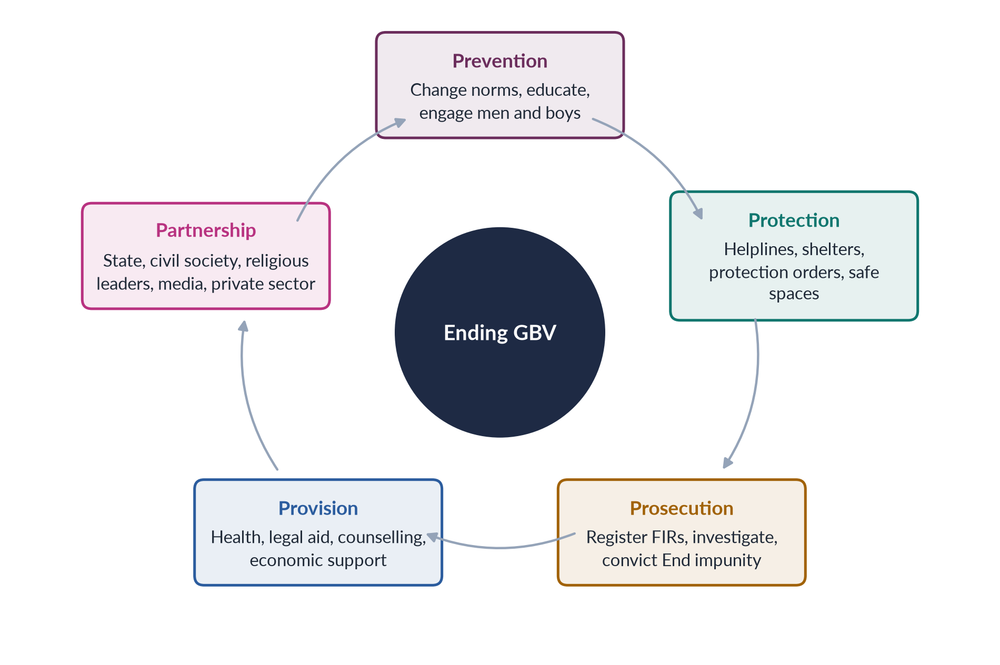 Prevention
Change norms, educate,
engage men and boys
Protection
Helplines, shelters,
protection orders, safe
spaces
Prosecution
Register FIRs, investigate,
convict End impunity
Provision
Health, legal aid, counselling,
economic support
Partnership
State, civil society, religious
leaders, media, private sector
Ending GBV